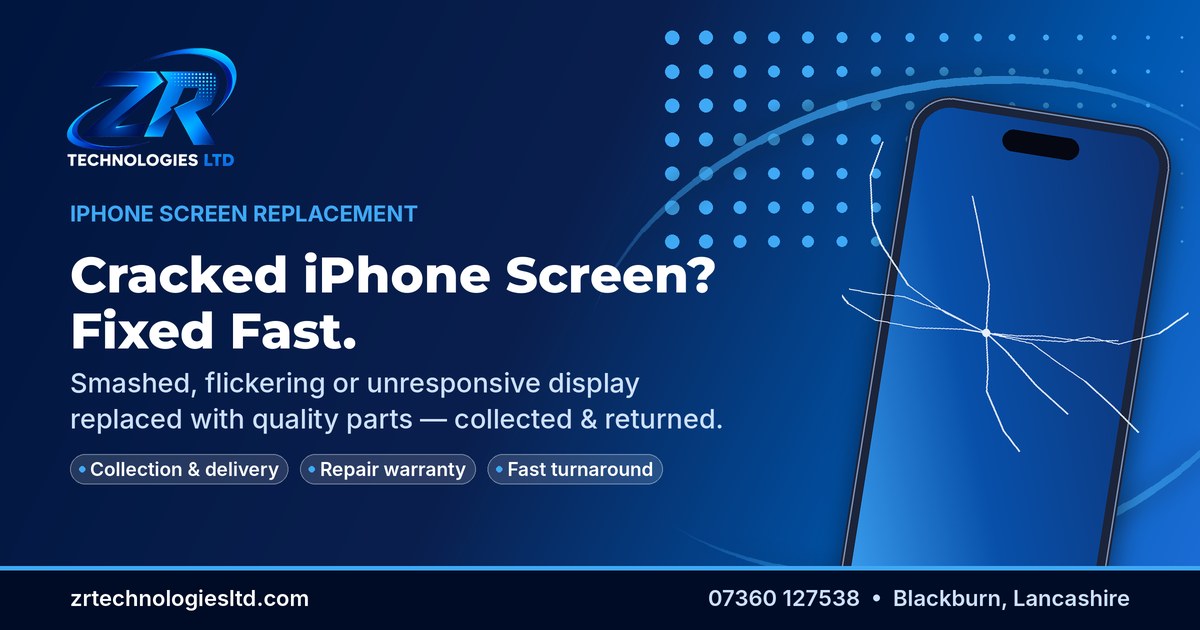 ZR
TECHNOLOGIES LTD
IPHONE SCREEN REPLACEMENT
Cracked iPhone Screen?
Fixed Fast.
Smashed, flickering or unresponsive display
replaced with quality parts — collected & returned.
• Collection & delivery • Repair warranty • Fast turnaround
zrtechnologiesltd.com 07360 127538 • Blackburn, Lancashire